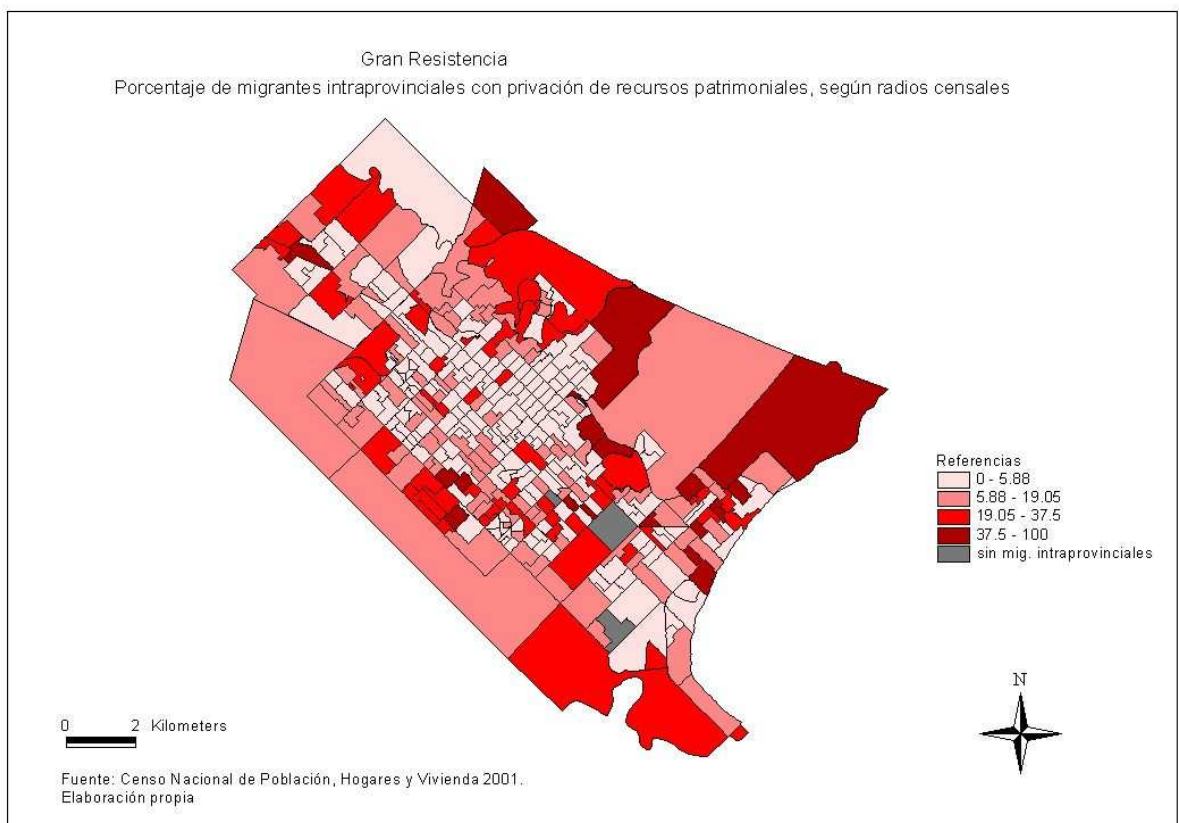 Gran Resistencia
Porcentaje de migrantes intraprovinciales con privación de recursos patrimoniales, según radios censales
Referencias
0 - 5.88
5.88 - 19.05
19.05 - 37.5
37.5 - 100
sin mig. intraprovinciales
N
0 2 Kilometers
Fuente: Censo Nacional de Población, Hogares y Vivienda 2001.
Elaboración propia